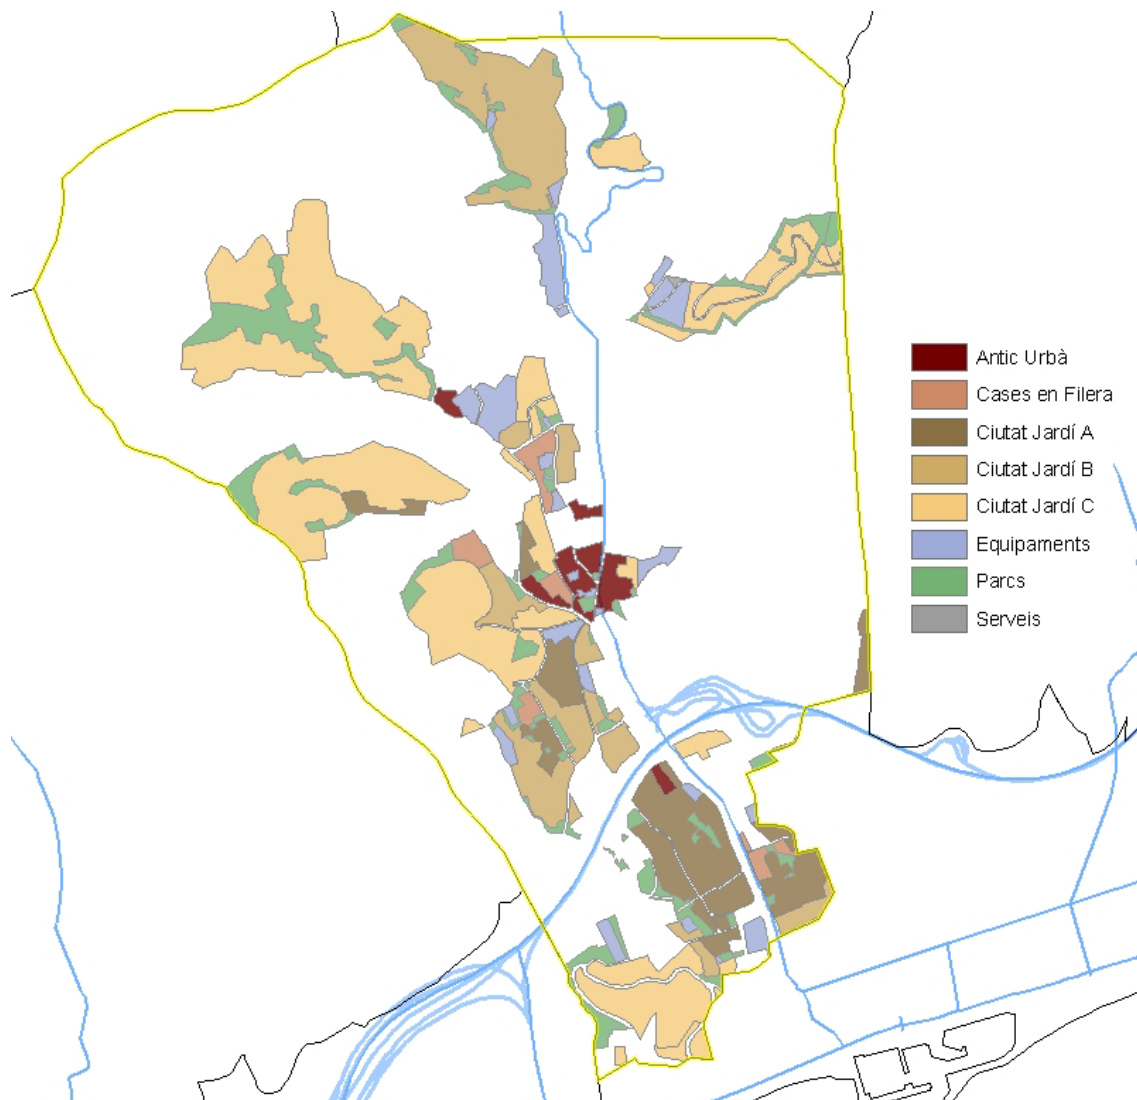 Antic Urbà
Cases en Filera
Ciutat Jardí A
Ciutat Jardí B
Ciutat Jardí C
Equipaments
Parcs
Serveis